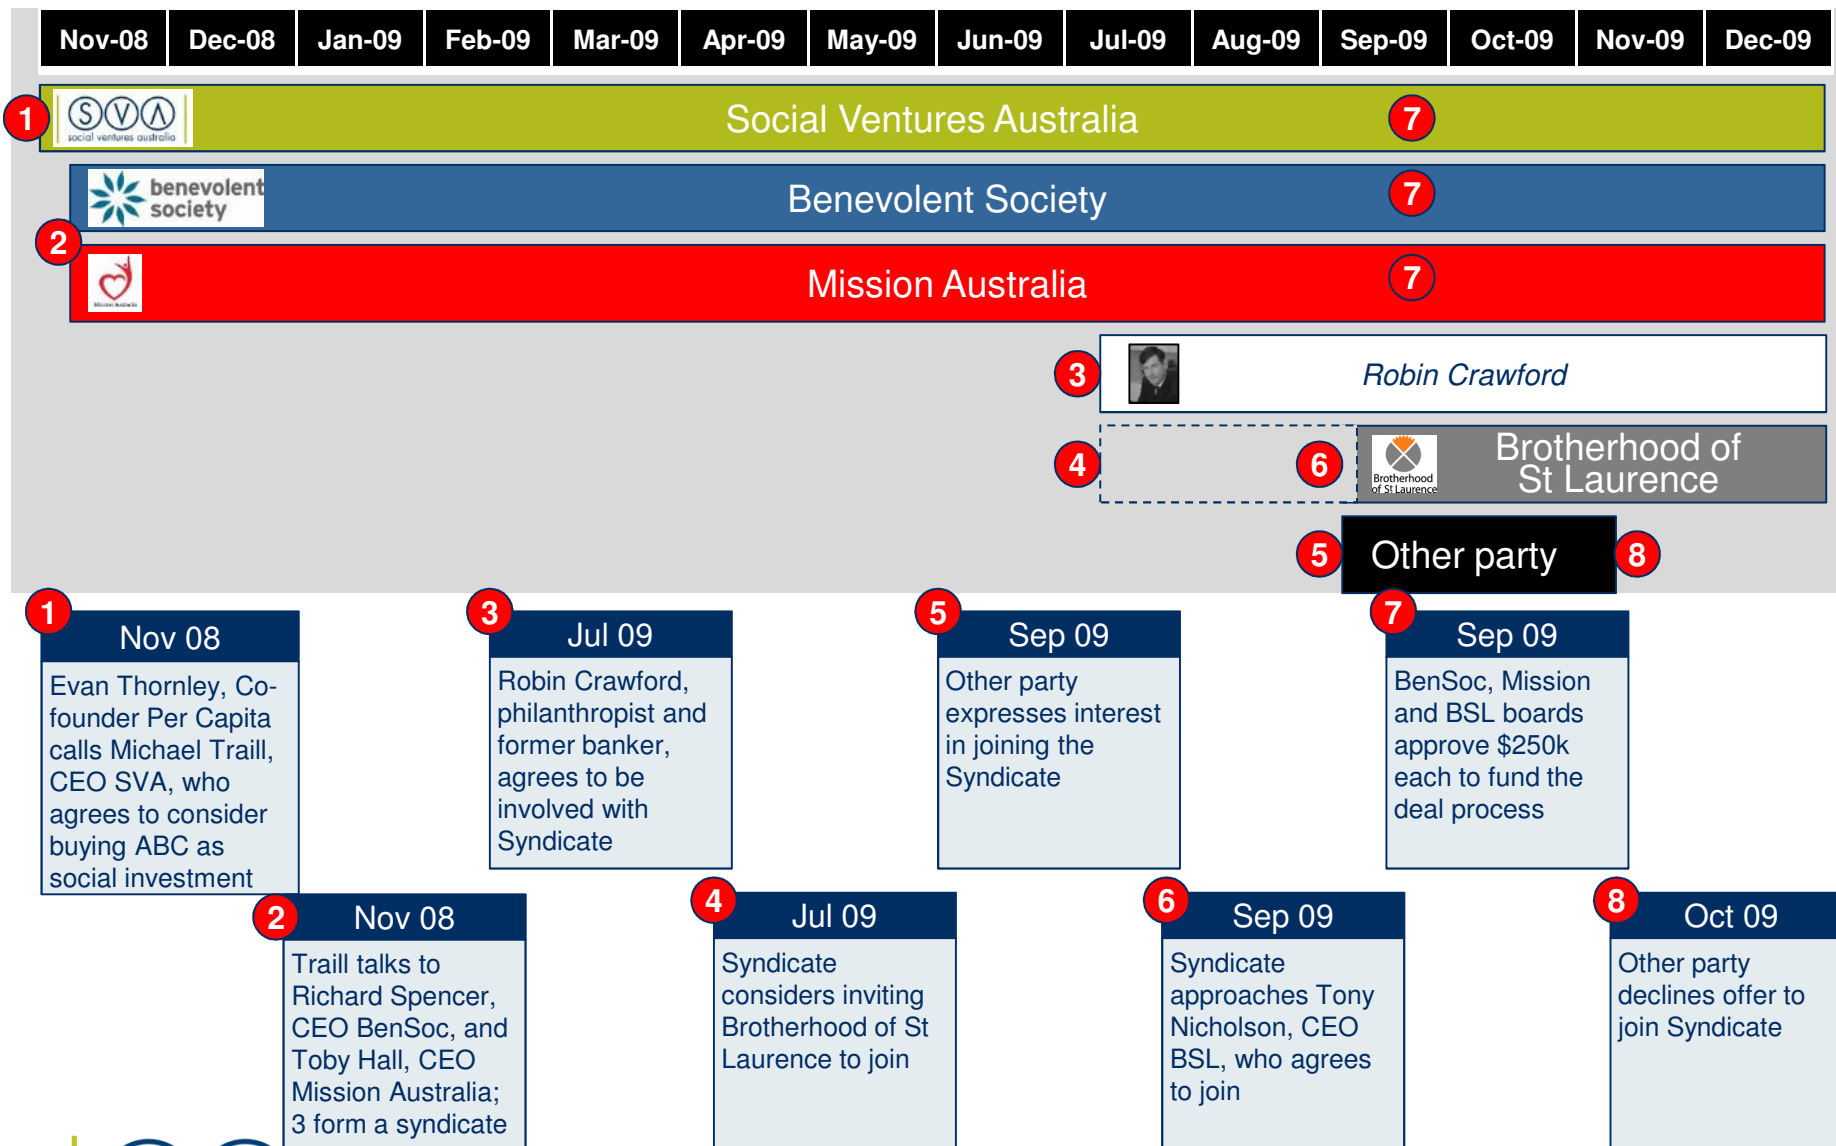 Nov-08 Dec-08 Jan-09 Feb-09 Mar-09 Apr-09 May-09 Jun-09 Jul-09 Aug-09 Sep-09 Oct-09 Nov-09 Dec-09
1 SVA Social Ventures Australia 7
social ventures australia
benevolent
society
Benevolent Society 7
2
Mission Australia
Mission Australia 7
3 Robin Crawford
4 6 Brotherhood
of St Laurence
Brotherhood of
St Laurence
5 Other party 8
1
Nov 08
Evan Thornley, Co-
founder Per Capita
calls Michael Traill,
CEO SVA, who
agrees to consider
buying ABC as
social investment
2
Nov 08
Traill talks to
Richard Spencer,
CEO BenSoc, and
Toby Hall, CEO
Mission Australia;
3 form a syndicate
3
Jul 09
Robin Crawford,
philanthropist and
former banker,
agrees to be
involved with
Syndicate
4
Jul 09
Syndicate
considers inviting
Brotherhood of St
Laurence to join
5
Sep 09
Other party
expresses interest
in joining the
Syndicate
6
Sep 09
Syndicate
approaches Tony
Nicholson, CEO
BSL, who agrees
to join
7
Sep 09
BenSoc, Mission
and BSL boards
approve $250k
each to fund the
deal process
8
Oct 09
Other party
declines offer to
join Syndicate